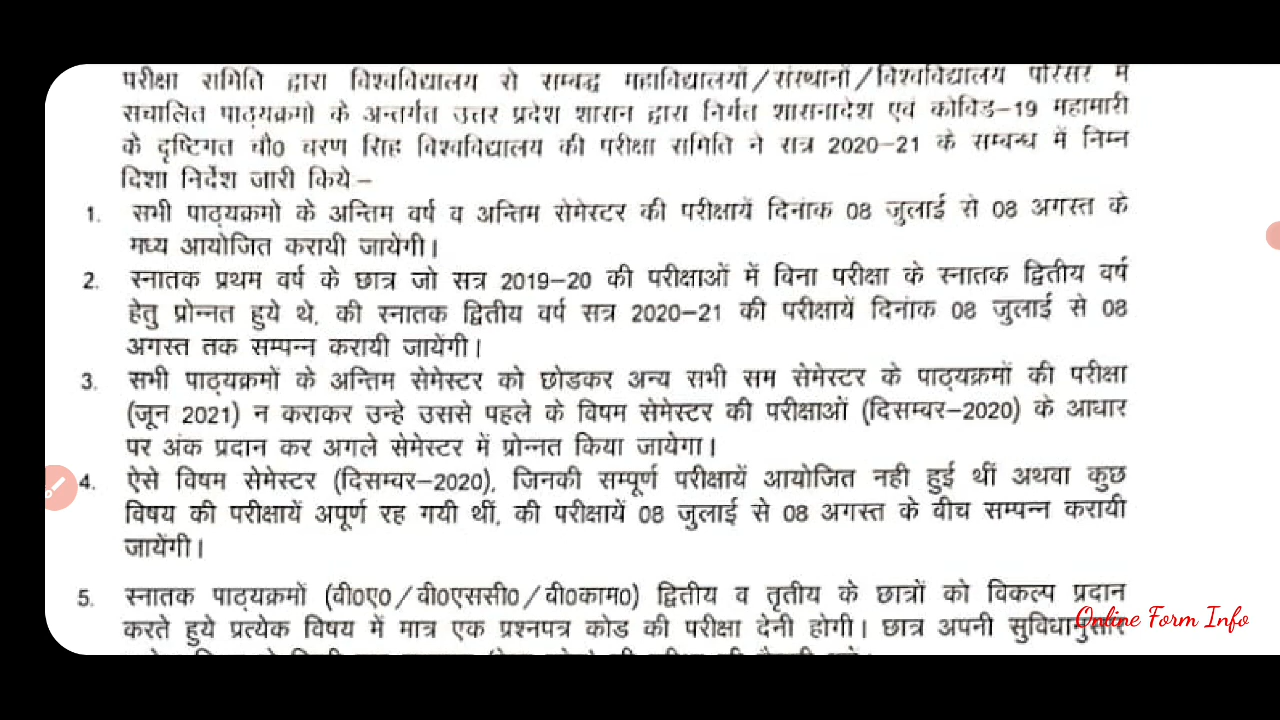 परीक्षा समिति द्वारा विश्वविद्यालय से सम्बद्ध महाविद्यालयों/संस्थानों/विश्वविद्यालय परिसर में
संचालित पाठ्यक्रमो के अन्तर्गत उत्तर प्रदेश शासन द्वारा निर्गत शासनादेश एवं कोविड-19 महामारी
के दृष्टिगत चौ0 चरण सिंह विश्वविद्यालय की परीक्षा समिति ने सत्र 2020-21 के सम्बन्ध में निम्न
दिशा निर्देश जारी किये-
1. सभी पाठ्यक्रमो के अन्तिम वर्ष व अन्तिम सेमेस्टर की परीक्षायें दिनांक 08 जुलाई से 08 अगस्त के
मध्य आयोजित करायी जायेंगी।
2. स्नातक प्रथम वर्ष के छात्र जो सत्र 2019-20 की परीक्षाओं में बिना परीक्षा के स्नातक द्वितीय वर्ष
हेतु प्रोन्नत हुये थे, की स्नातक द्वितीय वर्ष सत्र 2020-21 की परीक्षायें दिनांक 08 जुलाई से 08
अगस्त तक सम्पन्न करायी जायेंगी।
3. सभी पाठ्यक्रमों के अन्तिम सेमेस्टर को छोडकर अन्य सभी सम सेमेस्टर के पाठ्यक्रमों की परीक्षा
(जून 2021) न कराकर उन्हे उससे पहले के विषम सेमेस्टर की परीक्षाओं (दिसम्बर-2020) के आधार
पर अंक प्रदान कर अगले सेमेस्टर में प्रोन्नत किया जायेगा।
4. ऐसे विषम सेमेस्टर (दिसम्बर-2020), जिनकी सम्पूर्ण परीक्षायें आयोजित नही हुई थीं अथवा कुछ
विषय की परीक्षायें अपूर्ण रह गयी थीं, की परीक्षायें 08 जुलाई से 08 अगस्त के बीच सम्पन्न करायी
जायेंगी।
5. स्नातक पाठ्यक्रमों (बी0ए0/बी0एससी0/बी0काम0) द्वितीय व तृतीय के छात्रों को विकल्प प्रदान
करते हुये प्रत्येक विषय में मात्र एक प्रश्नपत्र कोड की परीक्षा देनी होगी। छात्र अपनी सुविधानुसार
Online Form Info